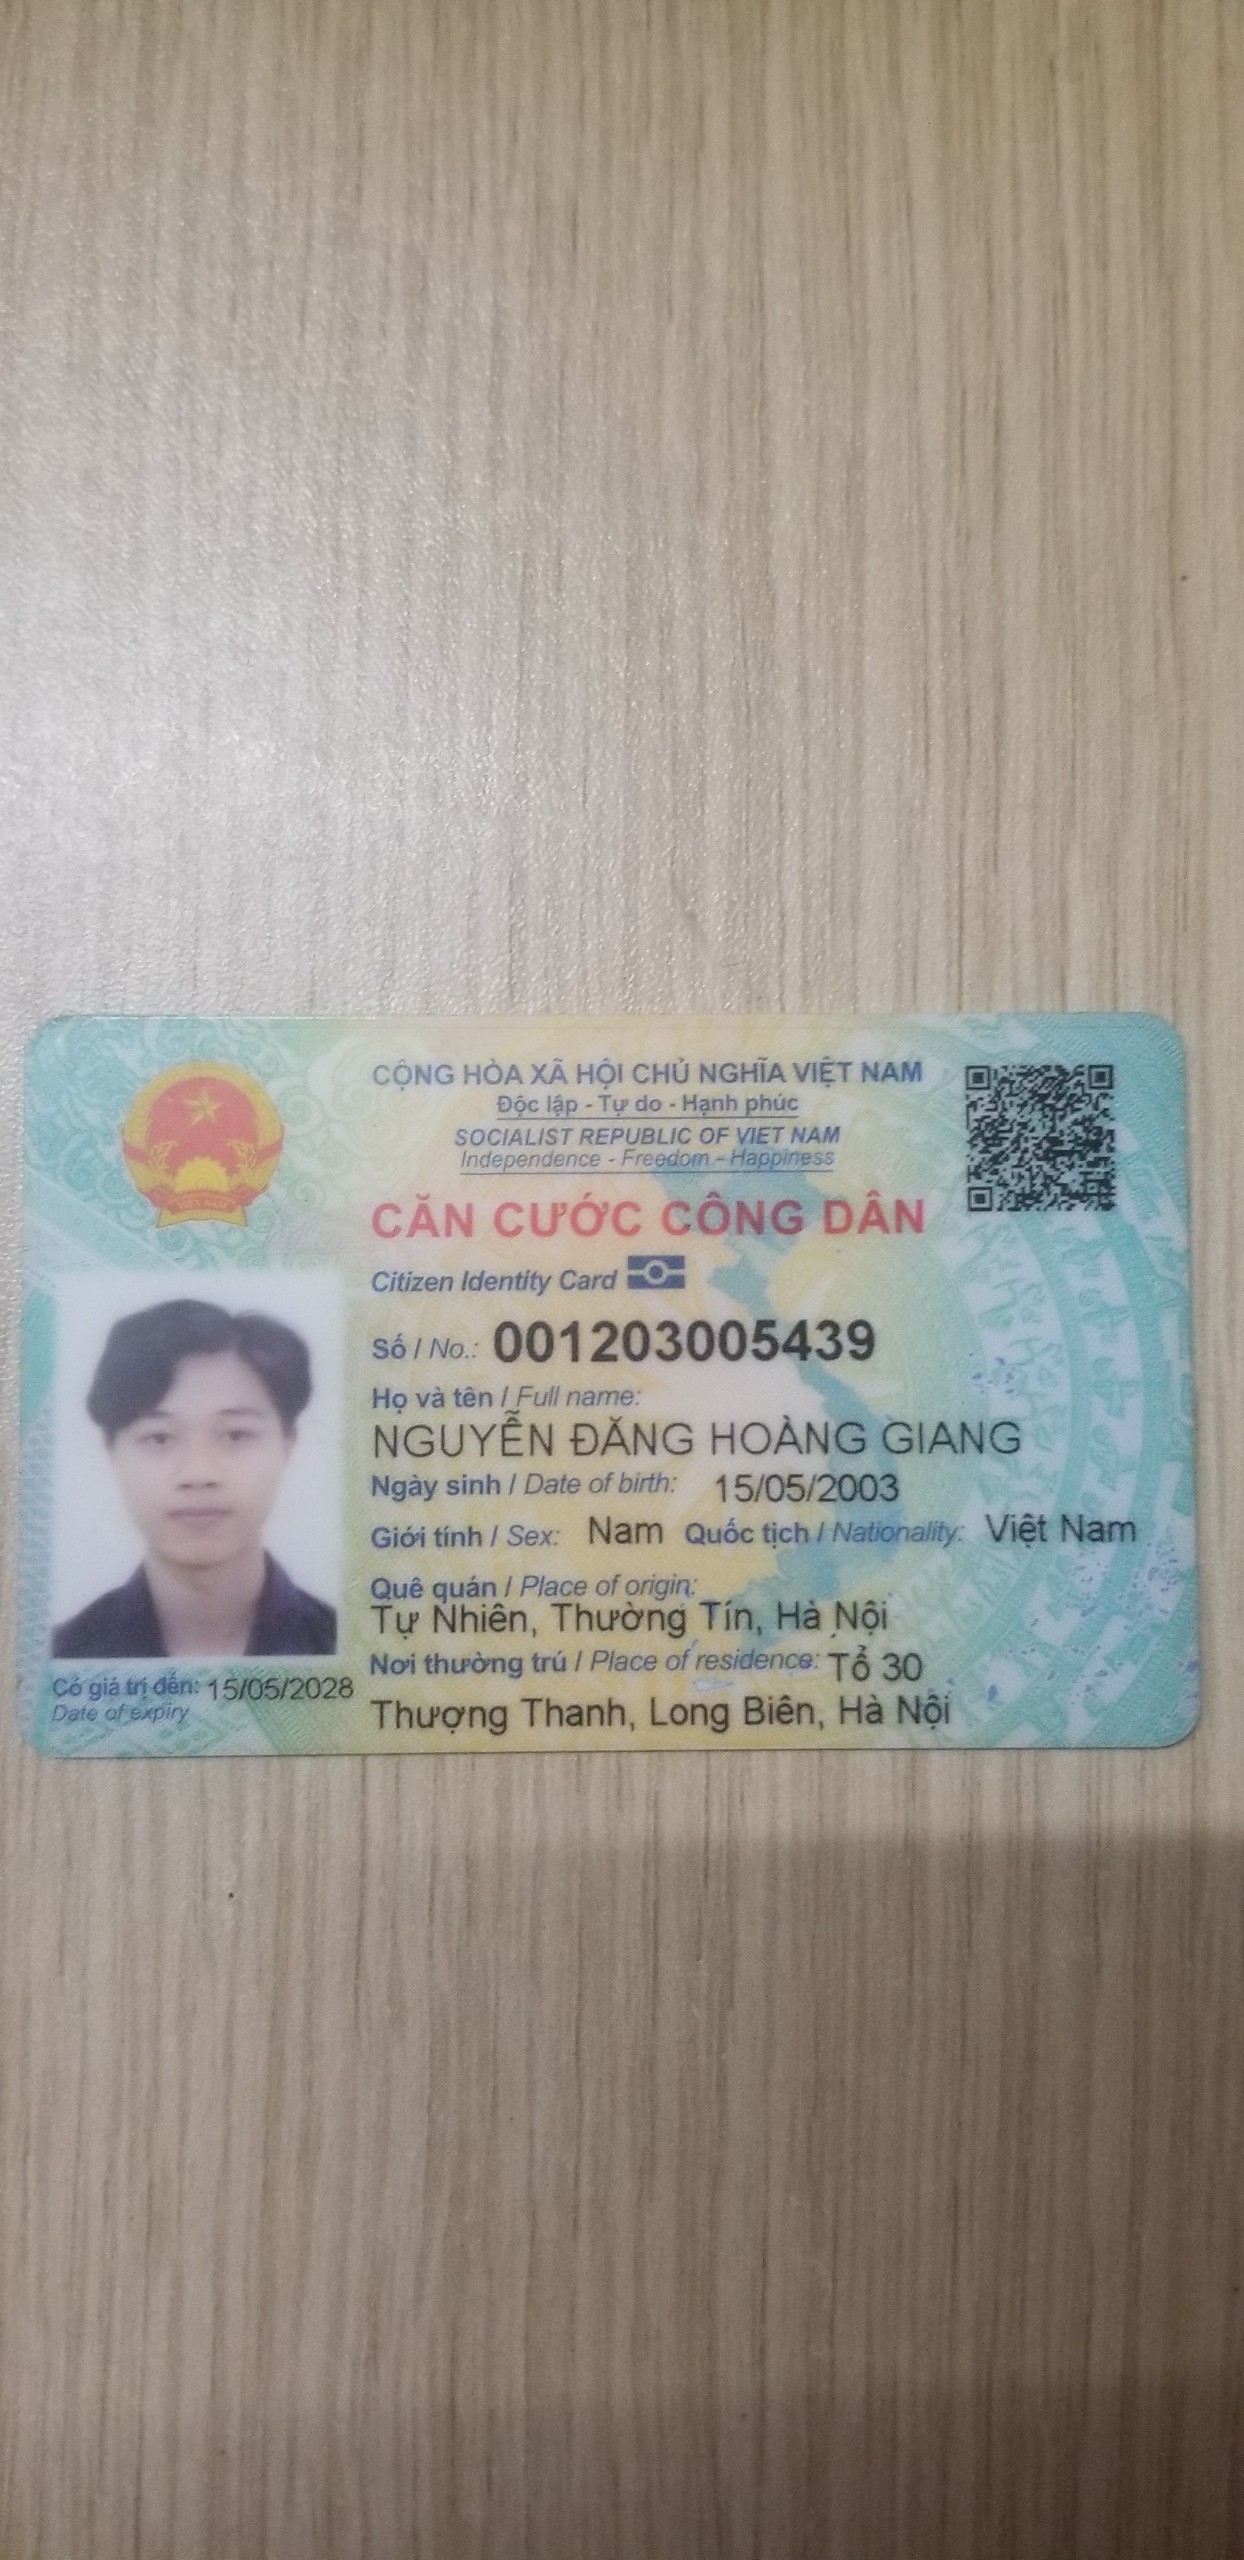 CỘNG HÒA XÃ HỘI CHỦ NGHĨA VIỆT NAM
Độc lập - Tự do - Hạnh phúc
SOCIALIST REPUBLIC OF VIET NAM
Independence - Freedom - Happiness
CĂN CƯỚC CÔNG DÂN
Citizen Identity Card
Số / No.: 001203005439
Họ và tên / Full name:
NGUYỄN ĐĂNG HOÀNG GIANG
Ngày sinh / Date of birth: 15/05/2003
Giới tính / Sex: Nam Quốc tịch / Nationality: Việt Nam
Quê quán / Place of origin:
Tự Nhiên, Thường Tín, Hà Nội
Nơi thường trú / Place of residence: Tổ 30
Thượng Thanh, Long Biên, Hà Nội
Có giá trị đến: 15/05/2028
Date of expiry